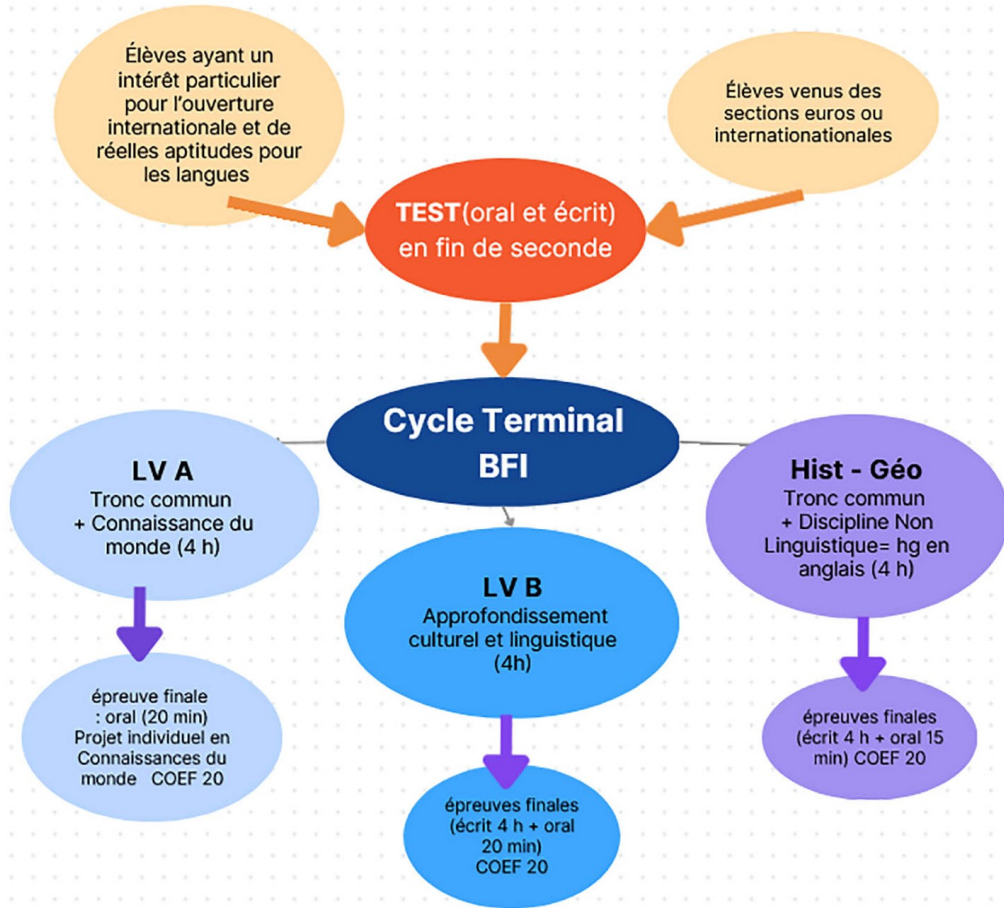 Élèves ayant un
intérêt particulier
pour l'ouverture
internationale et de
réelles aptitudes pour
les langues
Élèves venus des
sections euros ou
internationationales
TEST(oral et écrit)
en fin de seconde
Cycle Terminal
BFI
LV A
Tronc commun
+ Connaissance du
monde (4 h)
LV B
Approfondissement
culturel et linguistique
(4h)
Hist - Géo
Tronc commun
+ Discipline Non
Linguistique= hg en
anglais (4 h)
épreuve finale
: oral (20 min)
Projet individuel en
Connaissances du
monde COEF 20
épreuves finales
(écrit 4 h + oral
20 min)
COEF 20
épreuves finales
(écrit 4 h + oral 15
min) COEF 20